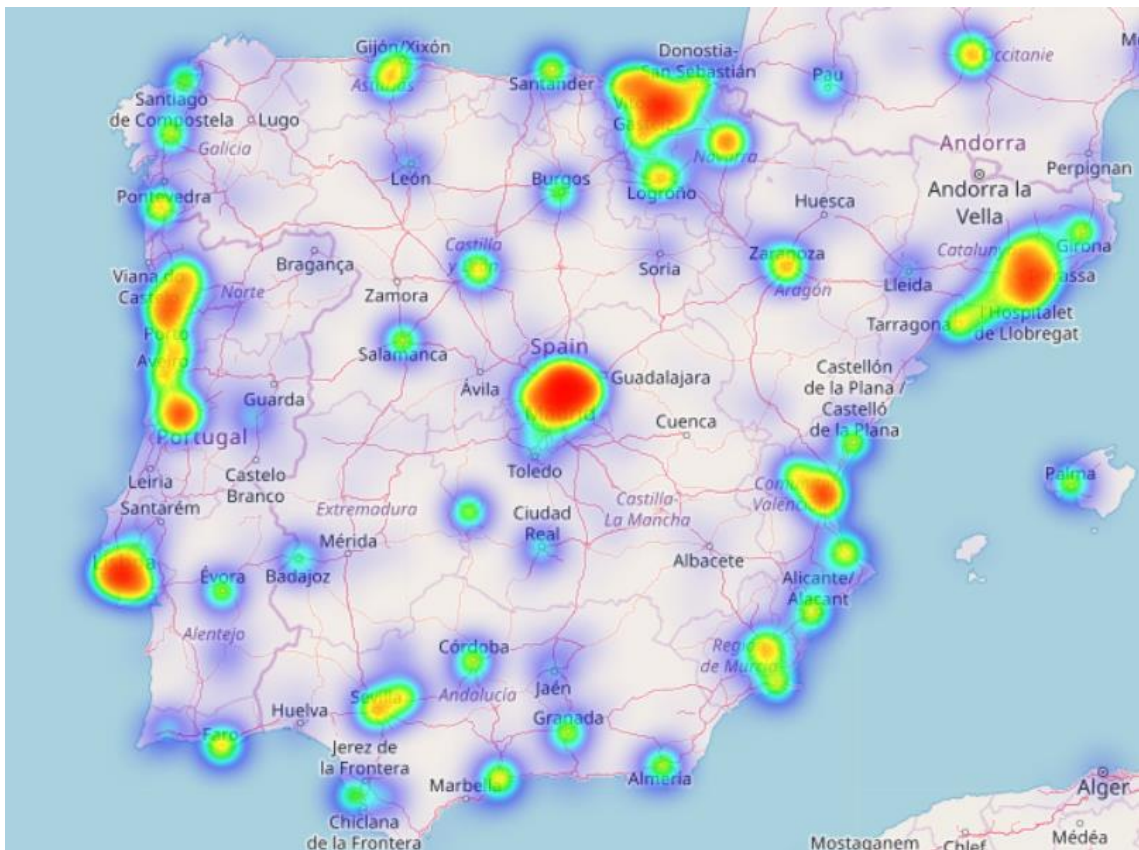 Gijón/Xixón
Asturias
Santander
Donostia-
San Sebastián
Pau
Occitanie
Santiago
de Compostela
Lugo
Galicia
León
Burgos
Logroño
Navarra
Andorra
Andorra la
Vella
Perpignan
Huesca
Pontevedra
Viana do
Castelo
Norte
Bragança
Castilla
Zamora
Soria
Zaragoza
Aragón
Lleida
Girona
L'Hospitalet
de Llobregat
Tarragona
Porto
Aveiro
Salamanca
Spain
Ávila
Guadalajara
Castellón
de la Plana /
Castelló
de la Plana
Guarda
Portugal
Cuenca
Toledo
Leiria
Castelo
Branco
Santarém
Extremadura
Ciudad
Real
Castilla-
La Mancha
Palma
Mérida
Badajoz
Albacete
Évora
Alicante/
Alacant
Alentejo
Córdoba
Andalucía
Jaén
de Murcia
Sevilla
Huelva
Granada
Faro
Jerez de
la Frontera
Marbella
Almería
Chiclana
de la Frontera
Alger
Mostaganem
Chlef
Médéa